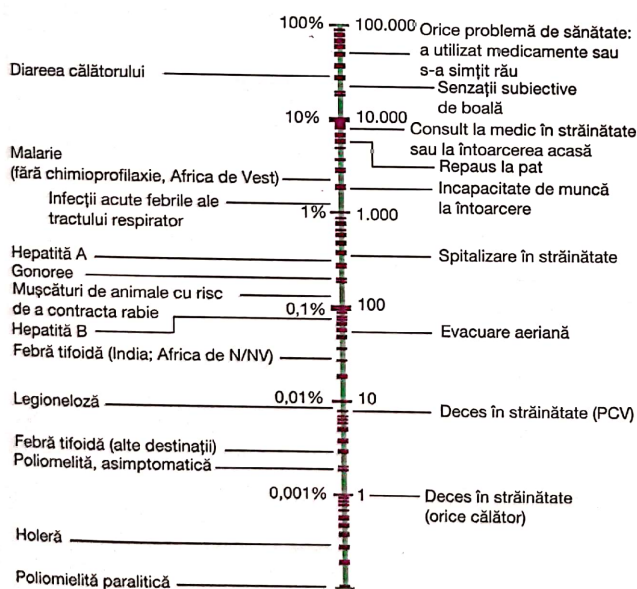 100% 100.000 Orice problemă de sănătate:
a utilizat medicamente sau
s-a simțit rău
Diareea călătorului
Senzații subiective
de boală
10% 10.000
Consult la medic în străinătate
sau la întoarcerea acasă
Repaus la pat
Malarie
(fără chimioprofilaxie, Africa de Vest)
Incapacitate de muncă
la întoarcere
Infecții acute febrile ale
tractului respirator
1% 1.000
Hepatită A
Spitalizare în străinătate
Gonoree
Mușcături de animale cu risc
de a contracta rabie
0,1% 100
Hepatită B
Evacuare aeriană
Febră tifoidă (India; Africa de N/NV)
Legioneloză
0,01% 10
Deces în străinătate (PCV)
Febră tifoidă (alte destinații)
Poliomelită, asimptomatică
0,001% 1
Deces în străinătate
(orice călător)
Holeră
Poliomielită paralitică